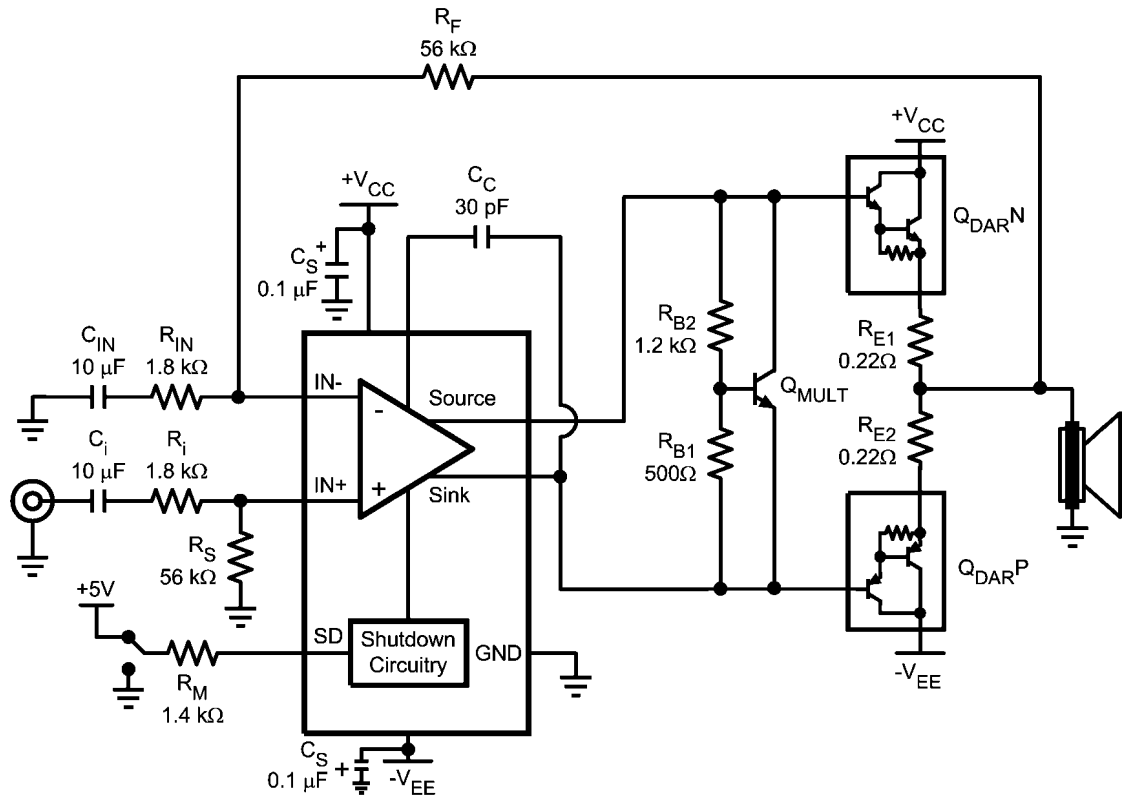 R_F
56 kΩ
+V_CC
C_C
30 pF
+V_CC
Q_DAR N
C_S +
0.1 μF
R_B2
1.2 kΩ
R_E1
0.22Ω
C_IN
10 μF
R_IN
1.8 kΩ
IN-
-
Source
Q_MULT
C_i
10 μF
R_i
1.8 kΩ
IN+
+
Sink
R_B1
500Ω
R_E2
0.22Ω
R_S
56 kΩ
Q_DAR P
+5V
SD
Shutdown
Circuitry
GND
R_M
1.4 kΩ
-V_EE
C_S
0.1 μF +
-V_EE